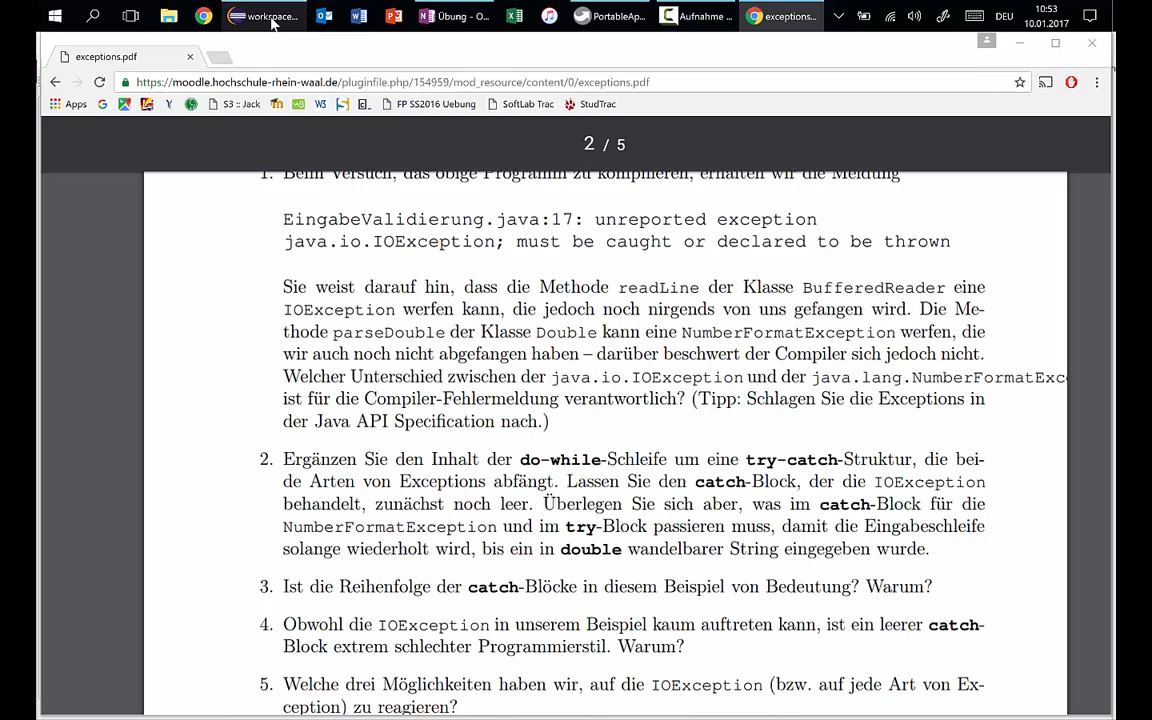 workspace...
Übung - O...
PortableAp...
Aufnahme ...
exceptions...
DEU
10:53
10.01.2017
exceptions.pdf
https://moodle.hochschule-rhein-waal.de/pluginfile.php/154959/mod_resource/content/0/exceptions.pdf
Apps
S3 :: Jack
FP SS2016 Uebung
SoftLab Trac
StudTrac
2 / 5
1. Beim Versuch, das obige Programm zu kompilieren, erhalten wir die Meldung
EingabeValidierung.java:17: unreported exception
java.io.IOException; must be caught or declared to be thrown
Sie weist darauf hin, dass die Methode readLine der Klasse BufferedReader eine
IOException werfen kann, die jedoch noch nirgends von uns gefangen wird. Die Me-
thode parseDouble der Klasse Double kann eine NumberFormatException werfen, die
wir auch noch nicht abgefangen haben – darüber beschwert der Compiler sich jedoch nicht.
Welcher Unterschied zwischen der java.io.IOException und der java.lang.NumberFormatExc
ist für die Compiler-Fehlermeldung verantwortlich? (Tipp: Schlagen Sie die Exceptions in
der Java API Specification nach.)
2. Ergänzen Sie den Inhalt der do-while-Schleife um eine try-catch-Struktur, die bei-
de Arten von Exceptions abfängt. Lassen Sie den catch-Block, der die IOException
behandelt, zunächst noch leer. Überlegen Sie sich aber, was im catch-Block für die
NumberFormatException und im try-Block passieren muss, damit die Eingabeschleife
solange wiederholt wird, bis ein in double wandelbarer String eingegeben wurde.
3. Ist die Reihenfolge der catch-Blöcke in diesem Beispiel von Bedeutung? Warum?
4. Obwohl die IOException in unserem Beispiel kaum auftreten kann, ist ein leerer catch-
Block extrem schlechter Programmierstil. Warum?
5. Welche drei Möglichkeiten haben wir, auf die IOException (bzw. auf jede Art von Ex-
ception) zu reagieren?